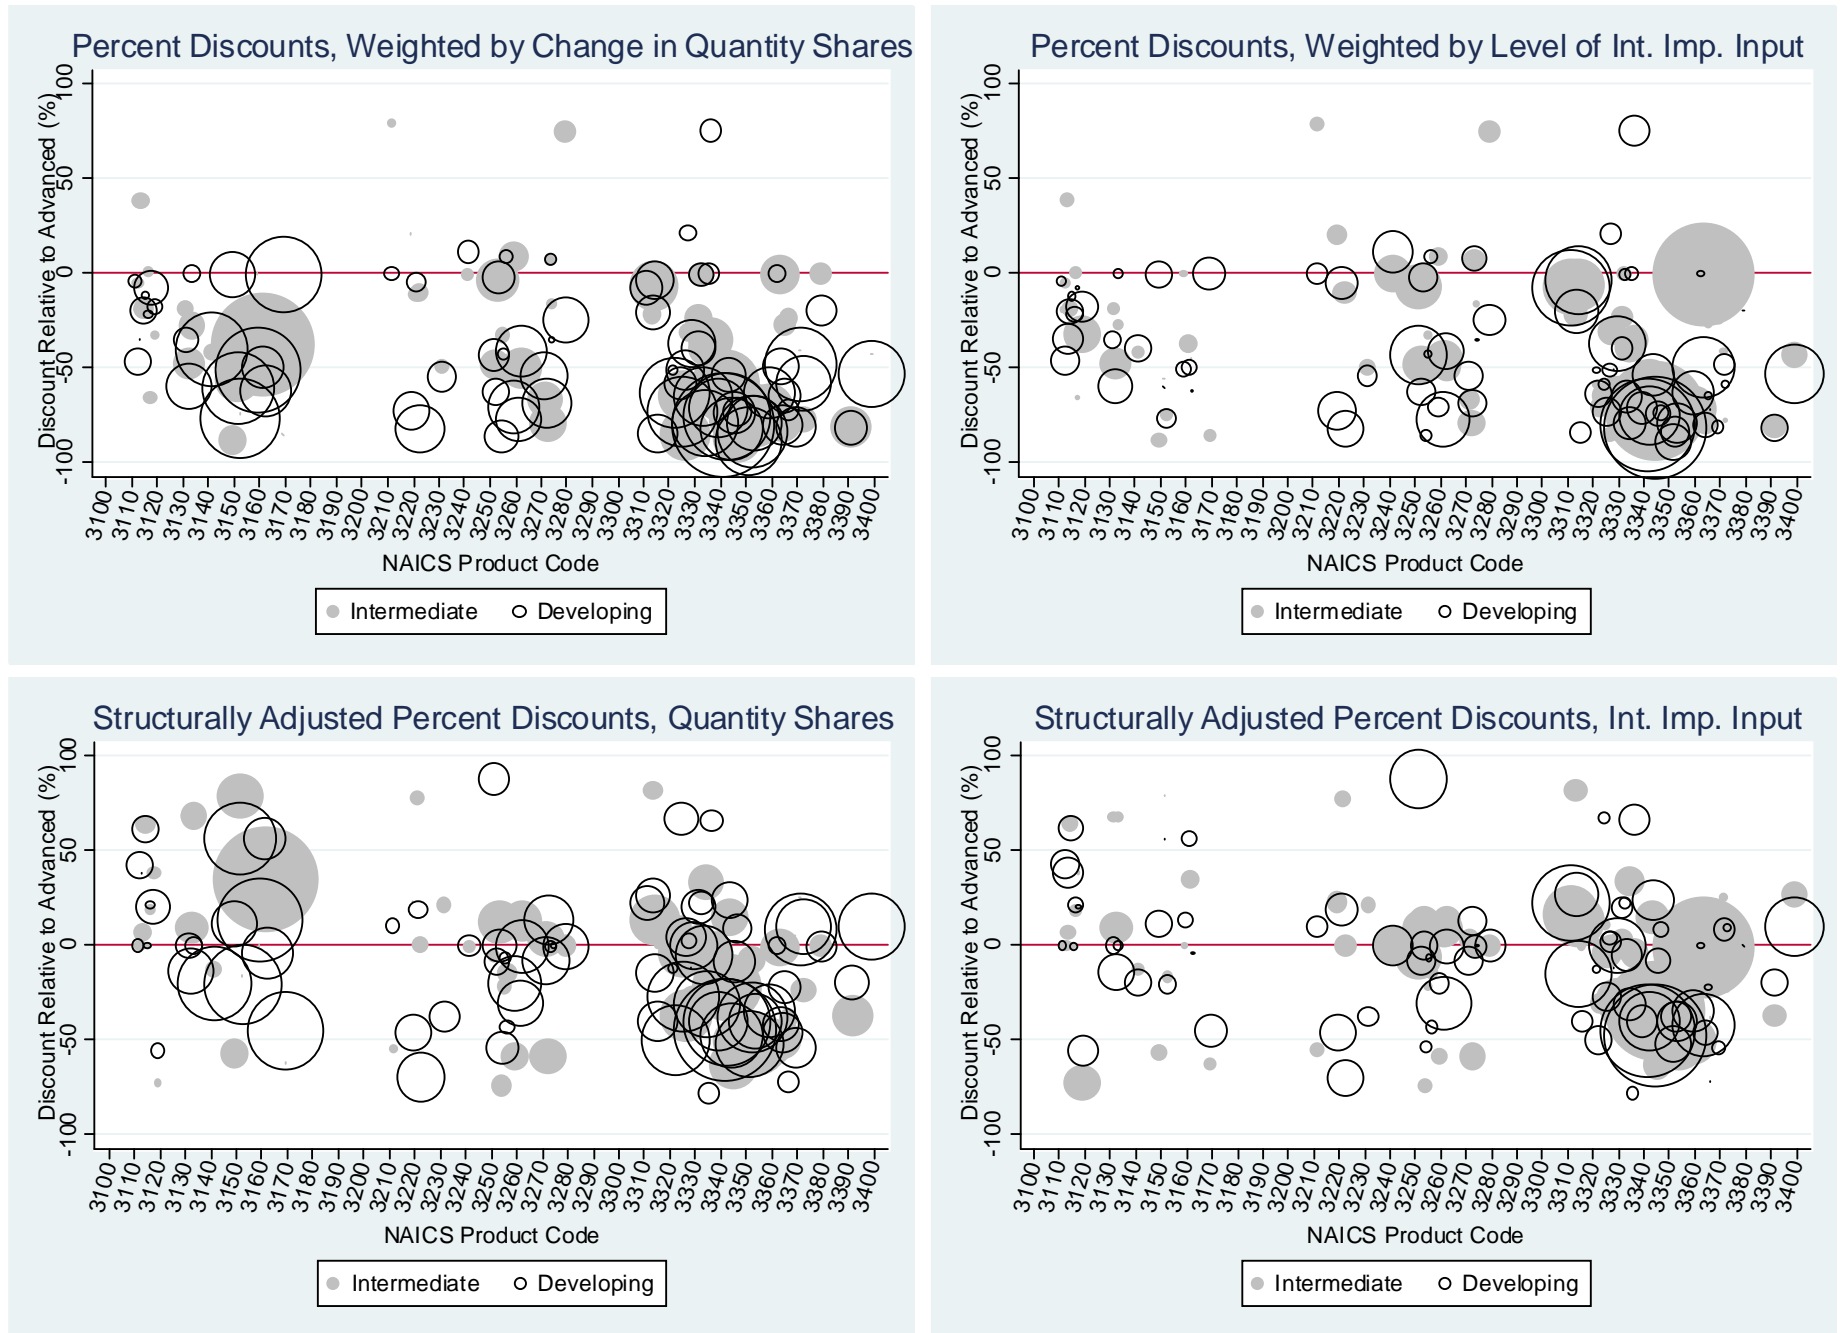 Percent Discounts, Weighted by Change in Quantity Shares
Discount Relative to Advanced (%)
100
50
0
-50
-100
3100 3110 3120 3130 3140 3150 3160 3170 3180 3190 3200 3210 3220 3230 3240 3250 3260 3270 3280 3290 3300 3310 3320 3330 3340 3350 3360 3370 3380 3390 3400
NAICS Product Code
Intermediate Developing
Percent Discounts, Weighted by Level of Int. Imp. Input
Discount Relative to Advanced (%)
100
50
0
-50
-100
3100 3110 3120 3130 3140 3150 3160 3170 3180 3190 3200 3210 3220 3230 3240 3250 3260 3270 3280 3290 3300 3310 3320 3330 3340 3350 3360 3370 3380 3390 3400
NAICS Product Code
Intermediate Developing
Structurally Adjusted Percent Discounts, Quantity Shares
Discount Relative to Advanced (%)
100
50
0
-50
-100
3100 3110 3120 3130 3140 3150 3160 3170 3180 3190 3200 3210 3220 3230 3240 3250 3260 3270 3280 3290 3300 3310 3320 3330 3340 3350 3360 3370 3380 3390 3400
NAICS Product Code
Intermediate Developing
Structurally Adjusted Percent Discounts, Int. Imp. Input
Discount Relative to Advanced (%)
100
50
0
-50
-100
3100 3110 3120 3130 3140 3150 3160 3170 3180 3190 3200 3210 3220 3230 3240 3250 3260 3270 3280 3290 3300 3310 3320 3330 3340 3350 3360 3370 3380 3390 3400
NAICS Product Code
Intermediate Developing